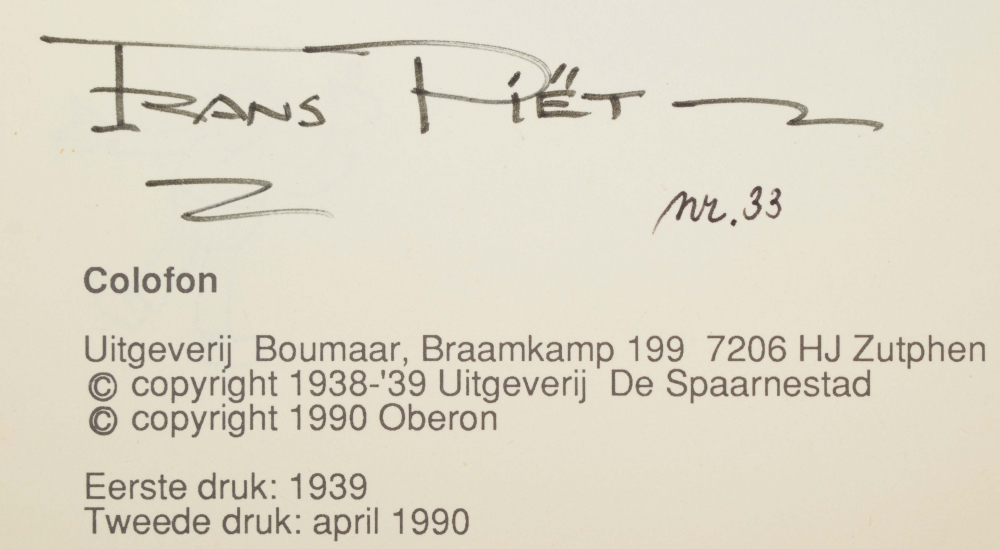 FRANS PIËT
nr. 33
Colofon
Uitgeverij Boumaar, Braamkamp 199 7206 HJ Zutphen
© copyright 1938-'39 Uitgeverij De Spaarnestad
© copyright 1990 Oberon
Eerste druk: 1939
Tweede druk: april 1990